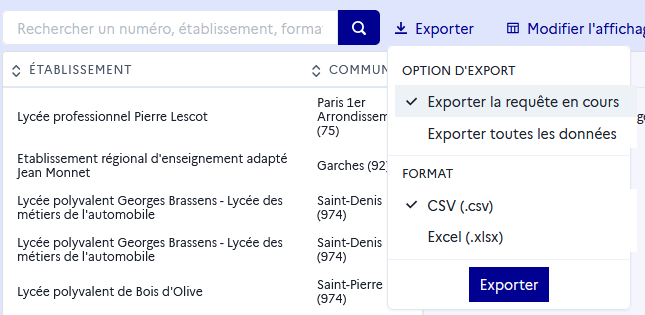 Rechercher un numéro, établissement, format
Exporter
Modifier l'affichag
ÉTABLISSEMENT
COMMUN
OPTION D'EXPORT
Exporter la requête en cours
Exporter toutes les données
FORMAT
CSV (.csv)
Excel (.xlsx)
Exporter
Lycée professionnel Pierre Lescot
Paris 1er
Arrondissem
(75)
Etablissement régional d'enseignement adapté
Jean Monnet
Garches (92)
Lycée polyvalent Georges Brassens - Lycée des
métiers de l'automobile
Saint-Denis
(974)
Lycée polyvalent Georges Brassens - Lycée des
métiers de l'automobile
Saint-Denis
(974)
Lycée polyvalent de Bois d'Olive
Saint-Pierre
(974)